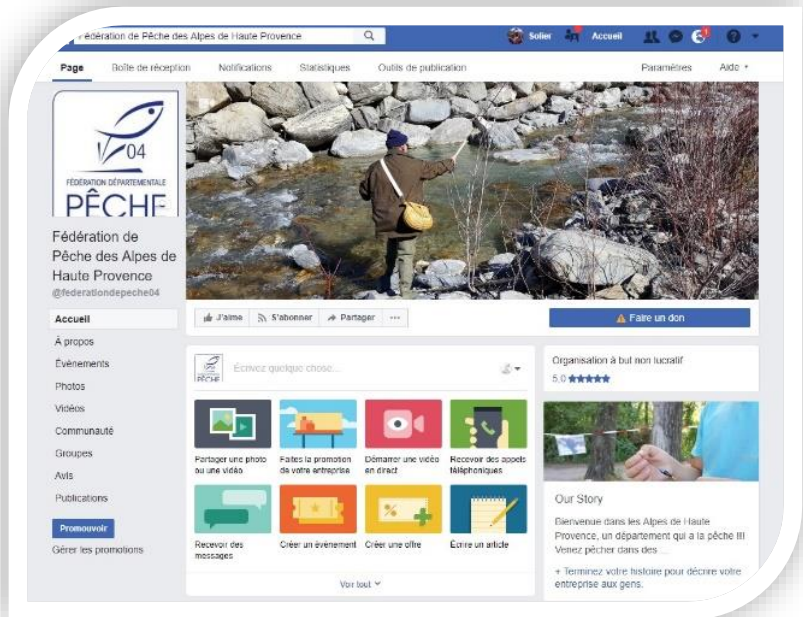 Fédération de Pêche des Alpes de Haute Provence
Solier
Accueil
1
Page
Boîte de réception
Notifications
Statistiques
Outils de publication
Paramètres
Aide
04
FÉDÉRATION DÉPARTEMENTALE
PÊCHE
Fédération de
Pêche des Alpes de
Haute Provence
@federationdepeche04
Accueil
À propos
Évènements
Photos
Vidéos
Communauté
Groupes
Avis
Publications
Promouvoir
Gérer les promotions
J'aime
S'abonner
Partager
Faire un don
PÊCHE
Écrivez quelque chose...
Partager une photo
ou une vidéo
Faites la promotion
de votre entreprise
Démarrer une vidéo
en direct
Recevoir des appels
téléphoniques
Recevoir des
messages
Créer un évènement
Créer une offre
Écrire un article
Voir tout
Organisation à but non lucratif
5,0
Our Story
Bienvenue dans les Alpes de Haute
Provence, un département qui a la pêche !!!
Venez pêcher dans des ...
+ Terminez votre histoire pour décrire votre
entreprise aux gens.